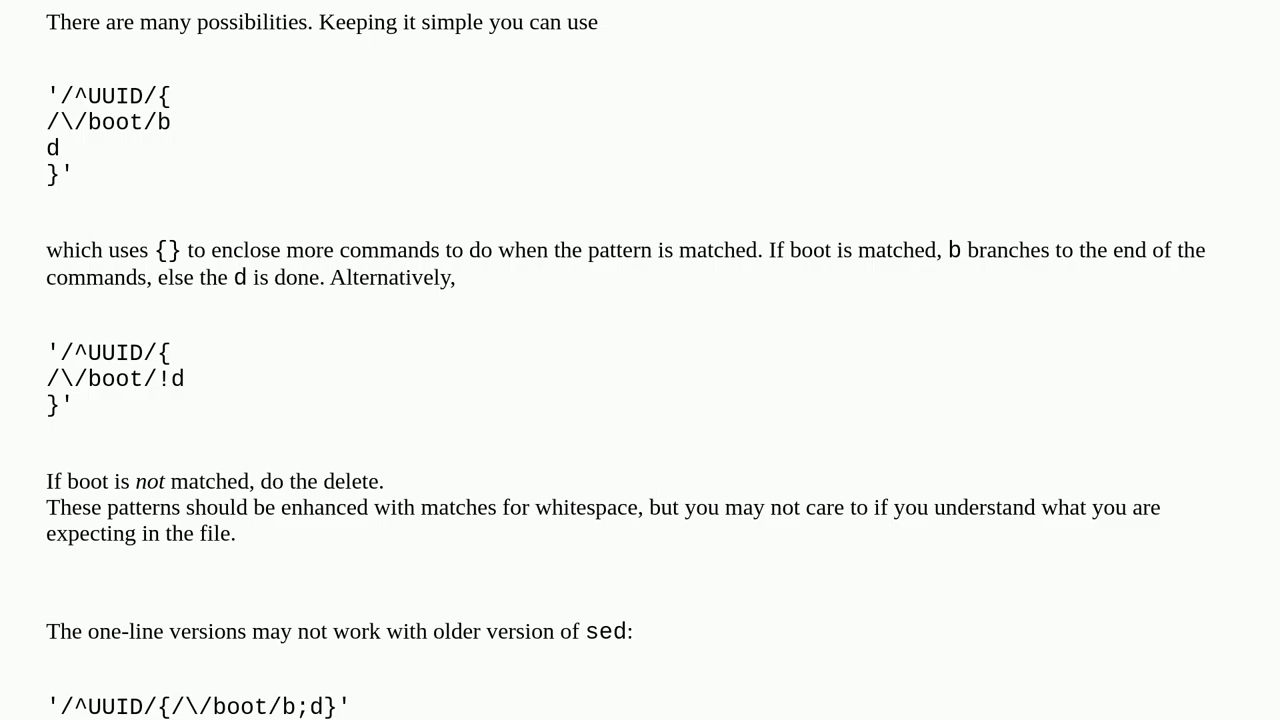 There are many possibilities. Keeping it simple you can use
'/^UUID/{
/\/boot/b
d
}'
which uses {} to enclose more commands to do when the pattern is matched. If boot is matched, b branches to the end of the
commands, else the d is done. Alternatively,
'/^UUID/{
/\/boot/!d
}'
If boot is not matched, do the delete.
These patterns should be enhanced with matches for whitespace, but you may not care to if you understand what you are
expecting in the file.
The one-line versions may not work with older version of sed:
'/^UUID/{/\/boot/b;d}'